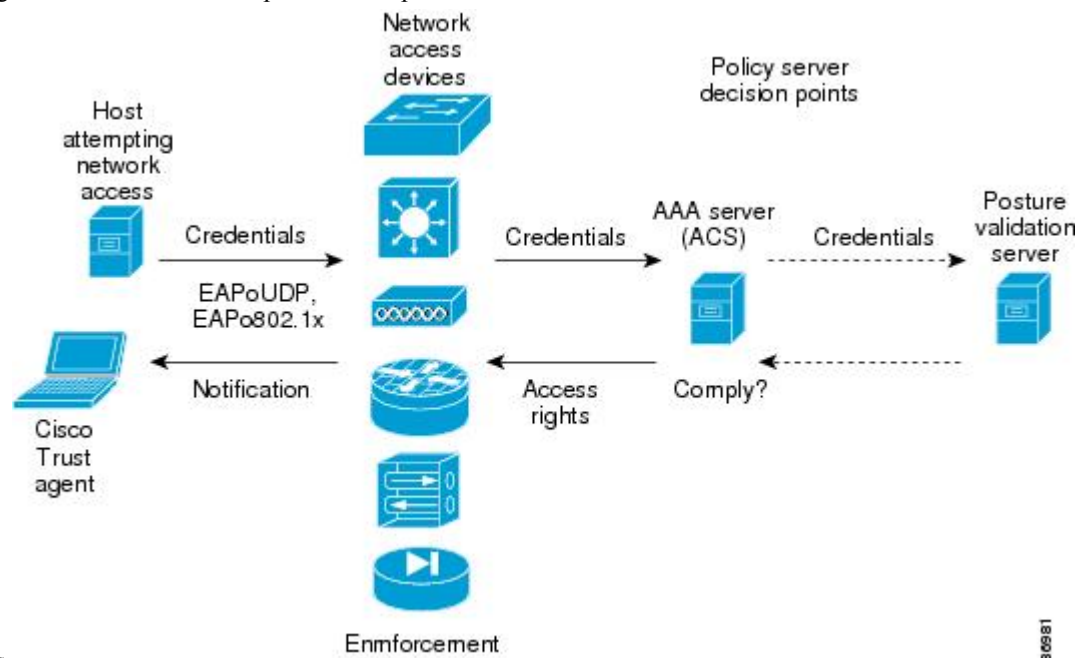 Network
access
devices
Policy server
decision points
Host
attempting
network
access
AAA server
(ACS)
Posture
validation
server
Credentials
Credentials
Credentials
EAPoUDP,
EAPo802.1x
Notification
Access
rights
Comply?
Cisco
Trust
agent
Enmforcement